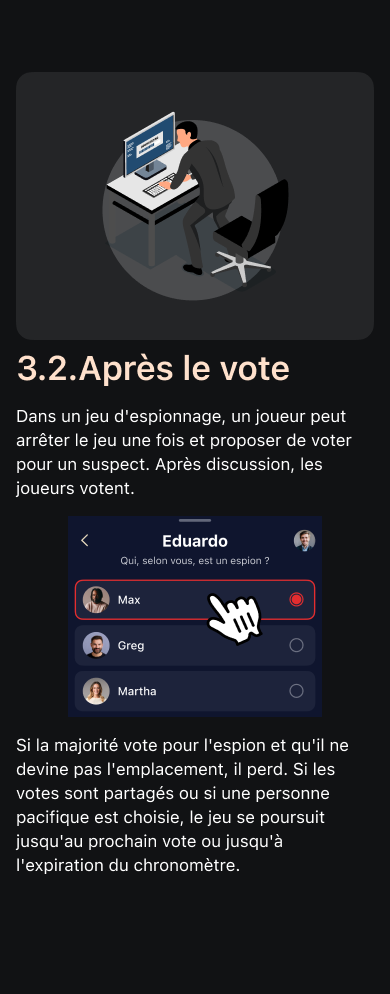 3.2.Après le vote
Dans un jeu d'espionnage, un joueur peut
arrêter le jeu une fois et proposer de voter
pour un suspect. Après discussion, les
joueurs votent.
Eduardo
Qui, selon vous, est un espion ?
Max
Greg
Martha
Si la majorité vote pour l'espion et qu'il ne
devine pas l'emplacement, il perd. Si les
votes sont partagés ou si une personne
pacifique est choisie, le jeu se poursuit
jusqu'au prochain vote ou jusqu'à
l'expiration du chronomètre.